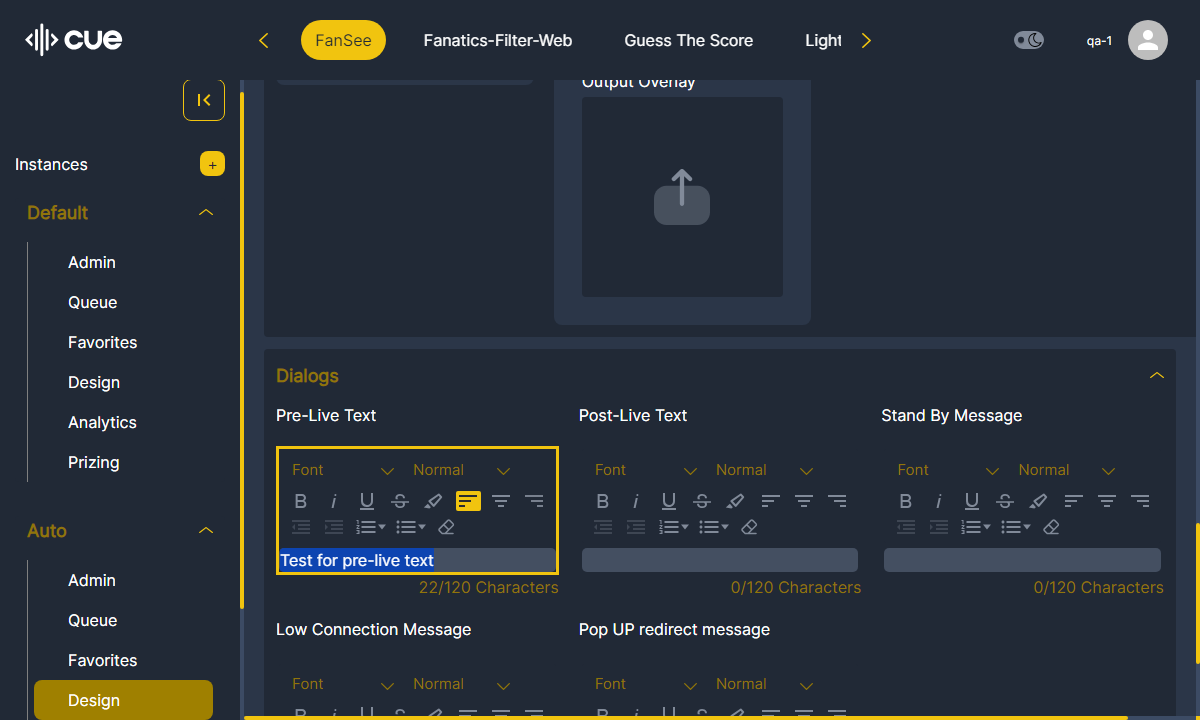 cue
FanSee
Fanatics-Filter-Web
Guess The Score
Light
qa-1
Instances
+
Default
Admin
Queue
Favorites
Design
Analytics
Prizing
Auto
Admin
Queue
Favorites
Design
Output Overlay
Dialogs
Pre-Live Text
Post-Live Text
Stand By Message
Font Normal
Font Normal
Font Normal
B i U S
B i U S
B i U S
Test for pre-live text
22/120 Characters
0/120 Characters
0/120 Characters
Low Connection Message
Pop UP redirect message
Font Normal
Font Normal
B i U S
B i U S